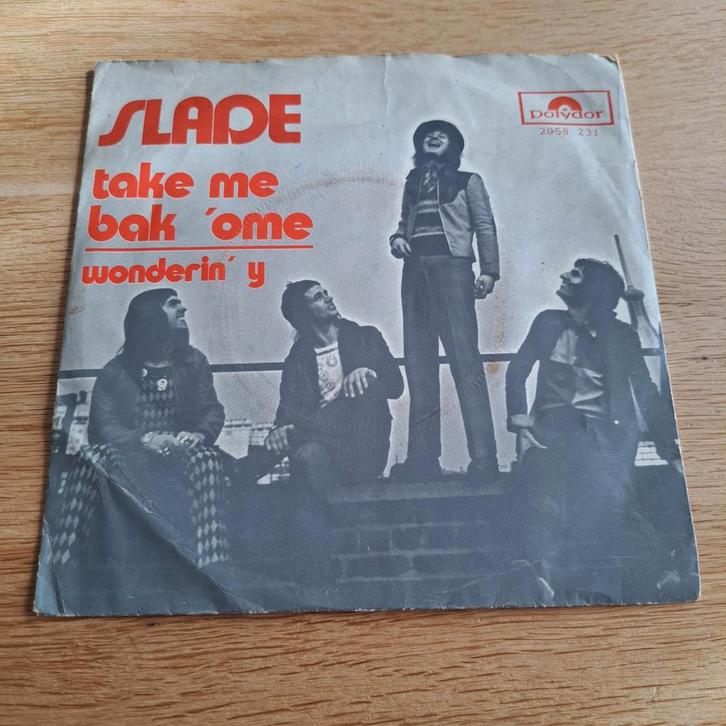 SLADE
polydor
2058 231
take me
bak 'ome
wonderin' y